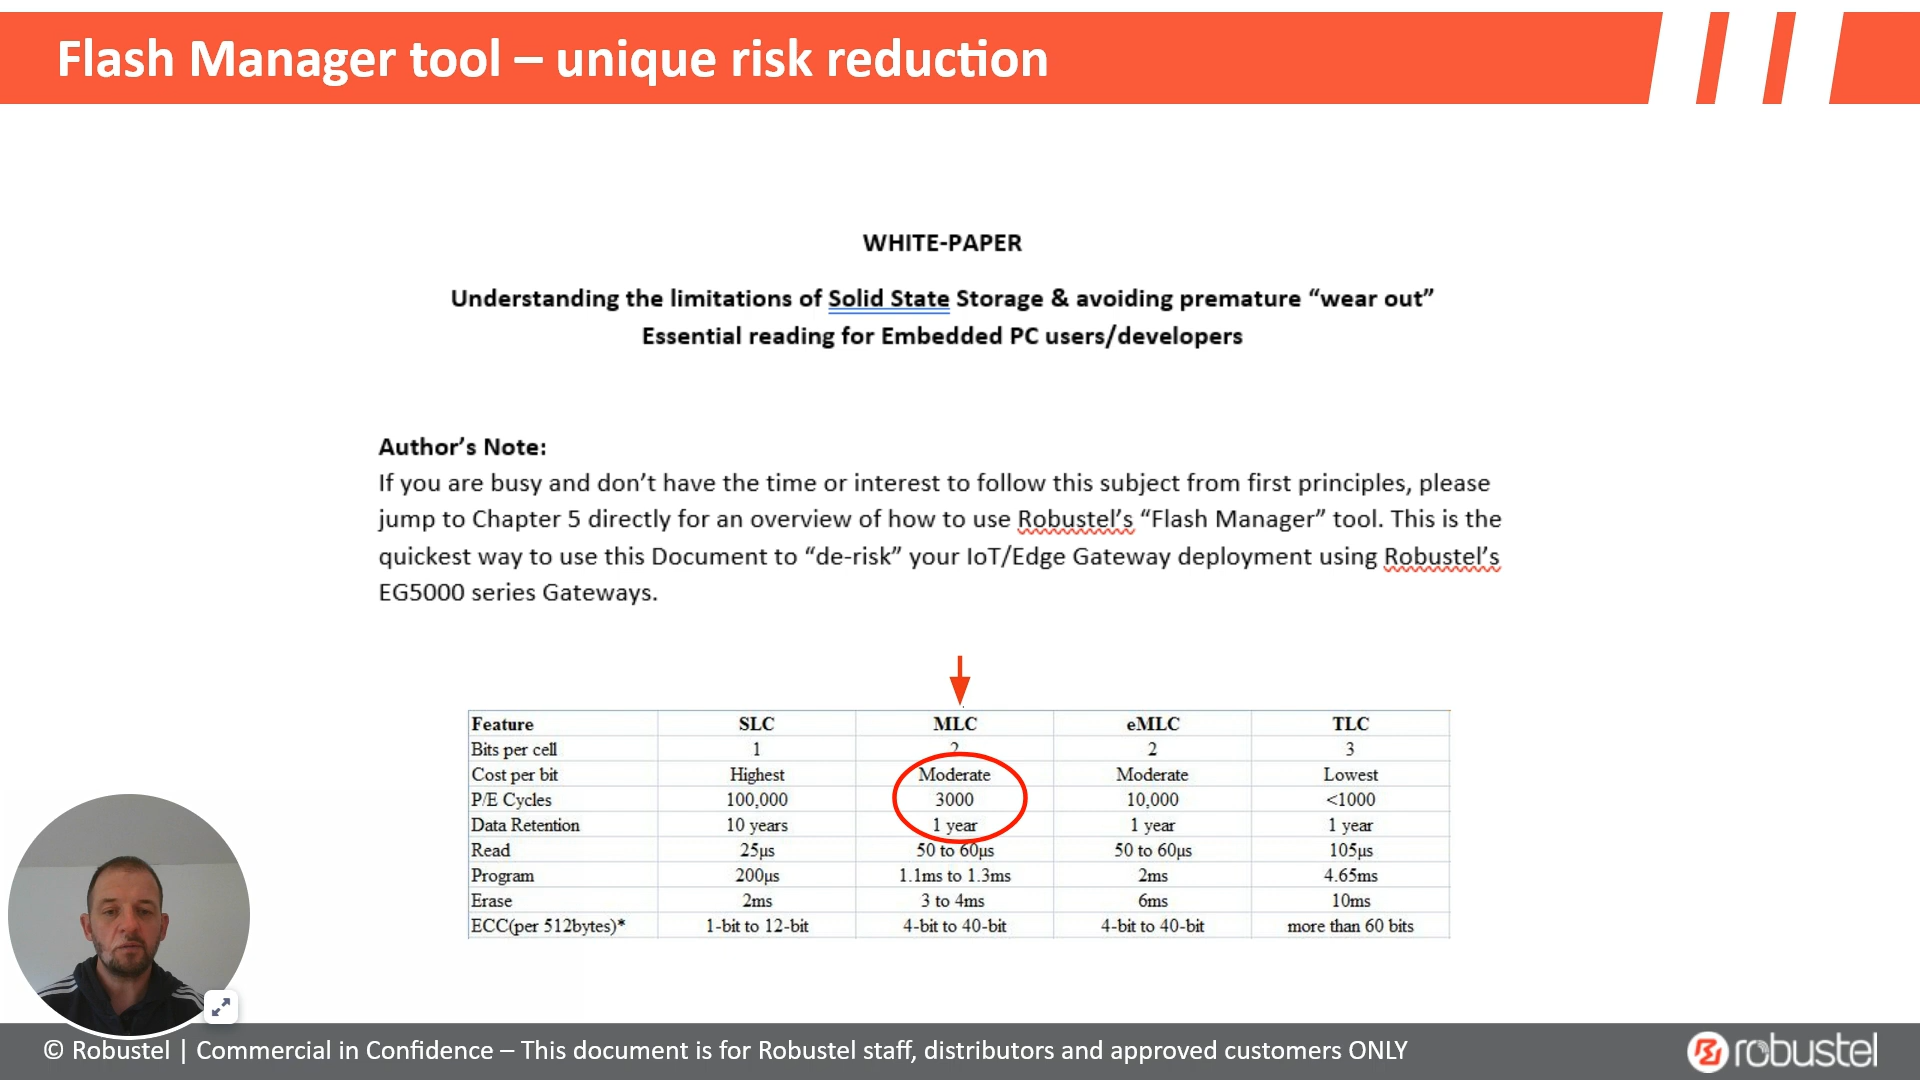 Flash Manager tool – unique risk reduction
WHITE-PAPER
Understanding the limitations of Solid State Storage & avoiding premature “wear out”
Essential reading for Embedded PC users/developers
Author’s Note:
If you are busy and don’t have the time or interest to follow this subject from first principles, please
jump to Chapter 5 directly for an overview of how to use Robustel’s “Flash Manager” tool. This is the
quickest way to use this Document to “de-risk” your IoT/Edge Gateway deployment using Robustel’s
EG5000 series Gateways.
Feature SLC MLC eMLC TLC
Bits per cell 1 2 2 3
Cost per bit Highest Moderate Moderate Lowest
P/E Cycles 100,000 3000 10,000 <1000
Data Retention 10 years 1 year 1 year 1 year
Read 25μs 50 to 60μs 50 to 60μs 105μs
Program 200μs 1.1ms to 1.3ms 2ms 4.65ms
Erase 2ms 3 to 4ms 6ms 10ms
ECC(per 512bytes)* 1-bit to 12-bit 4-bit to 40-bit 4-bit to 40-bit more than 60 bits
© Robustel | Commercial in Confidence – This document is for Robustel staff, distributors and approved customers ONLY
robustel